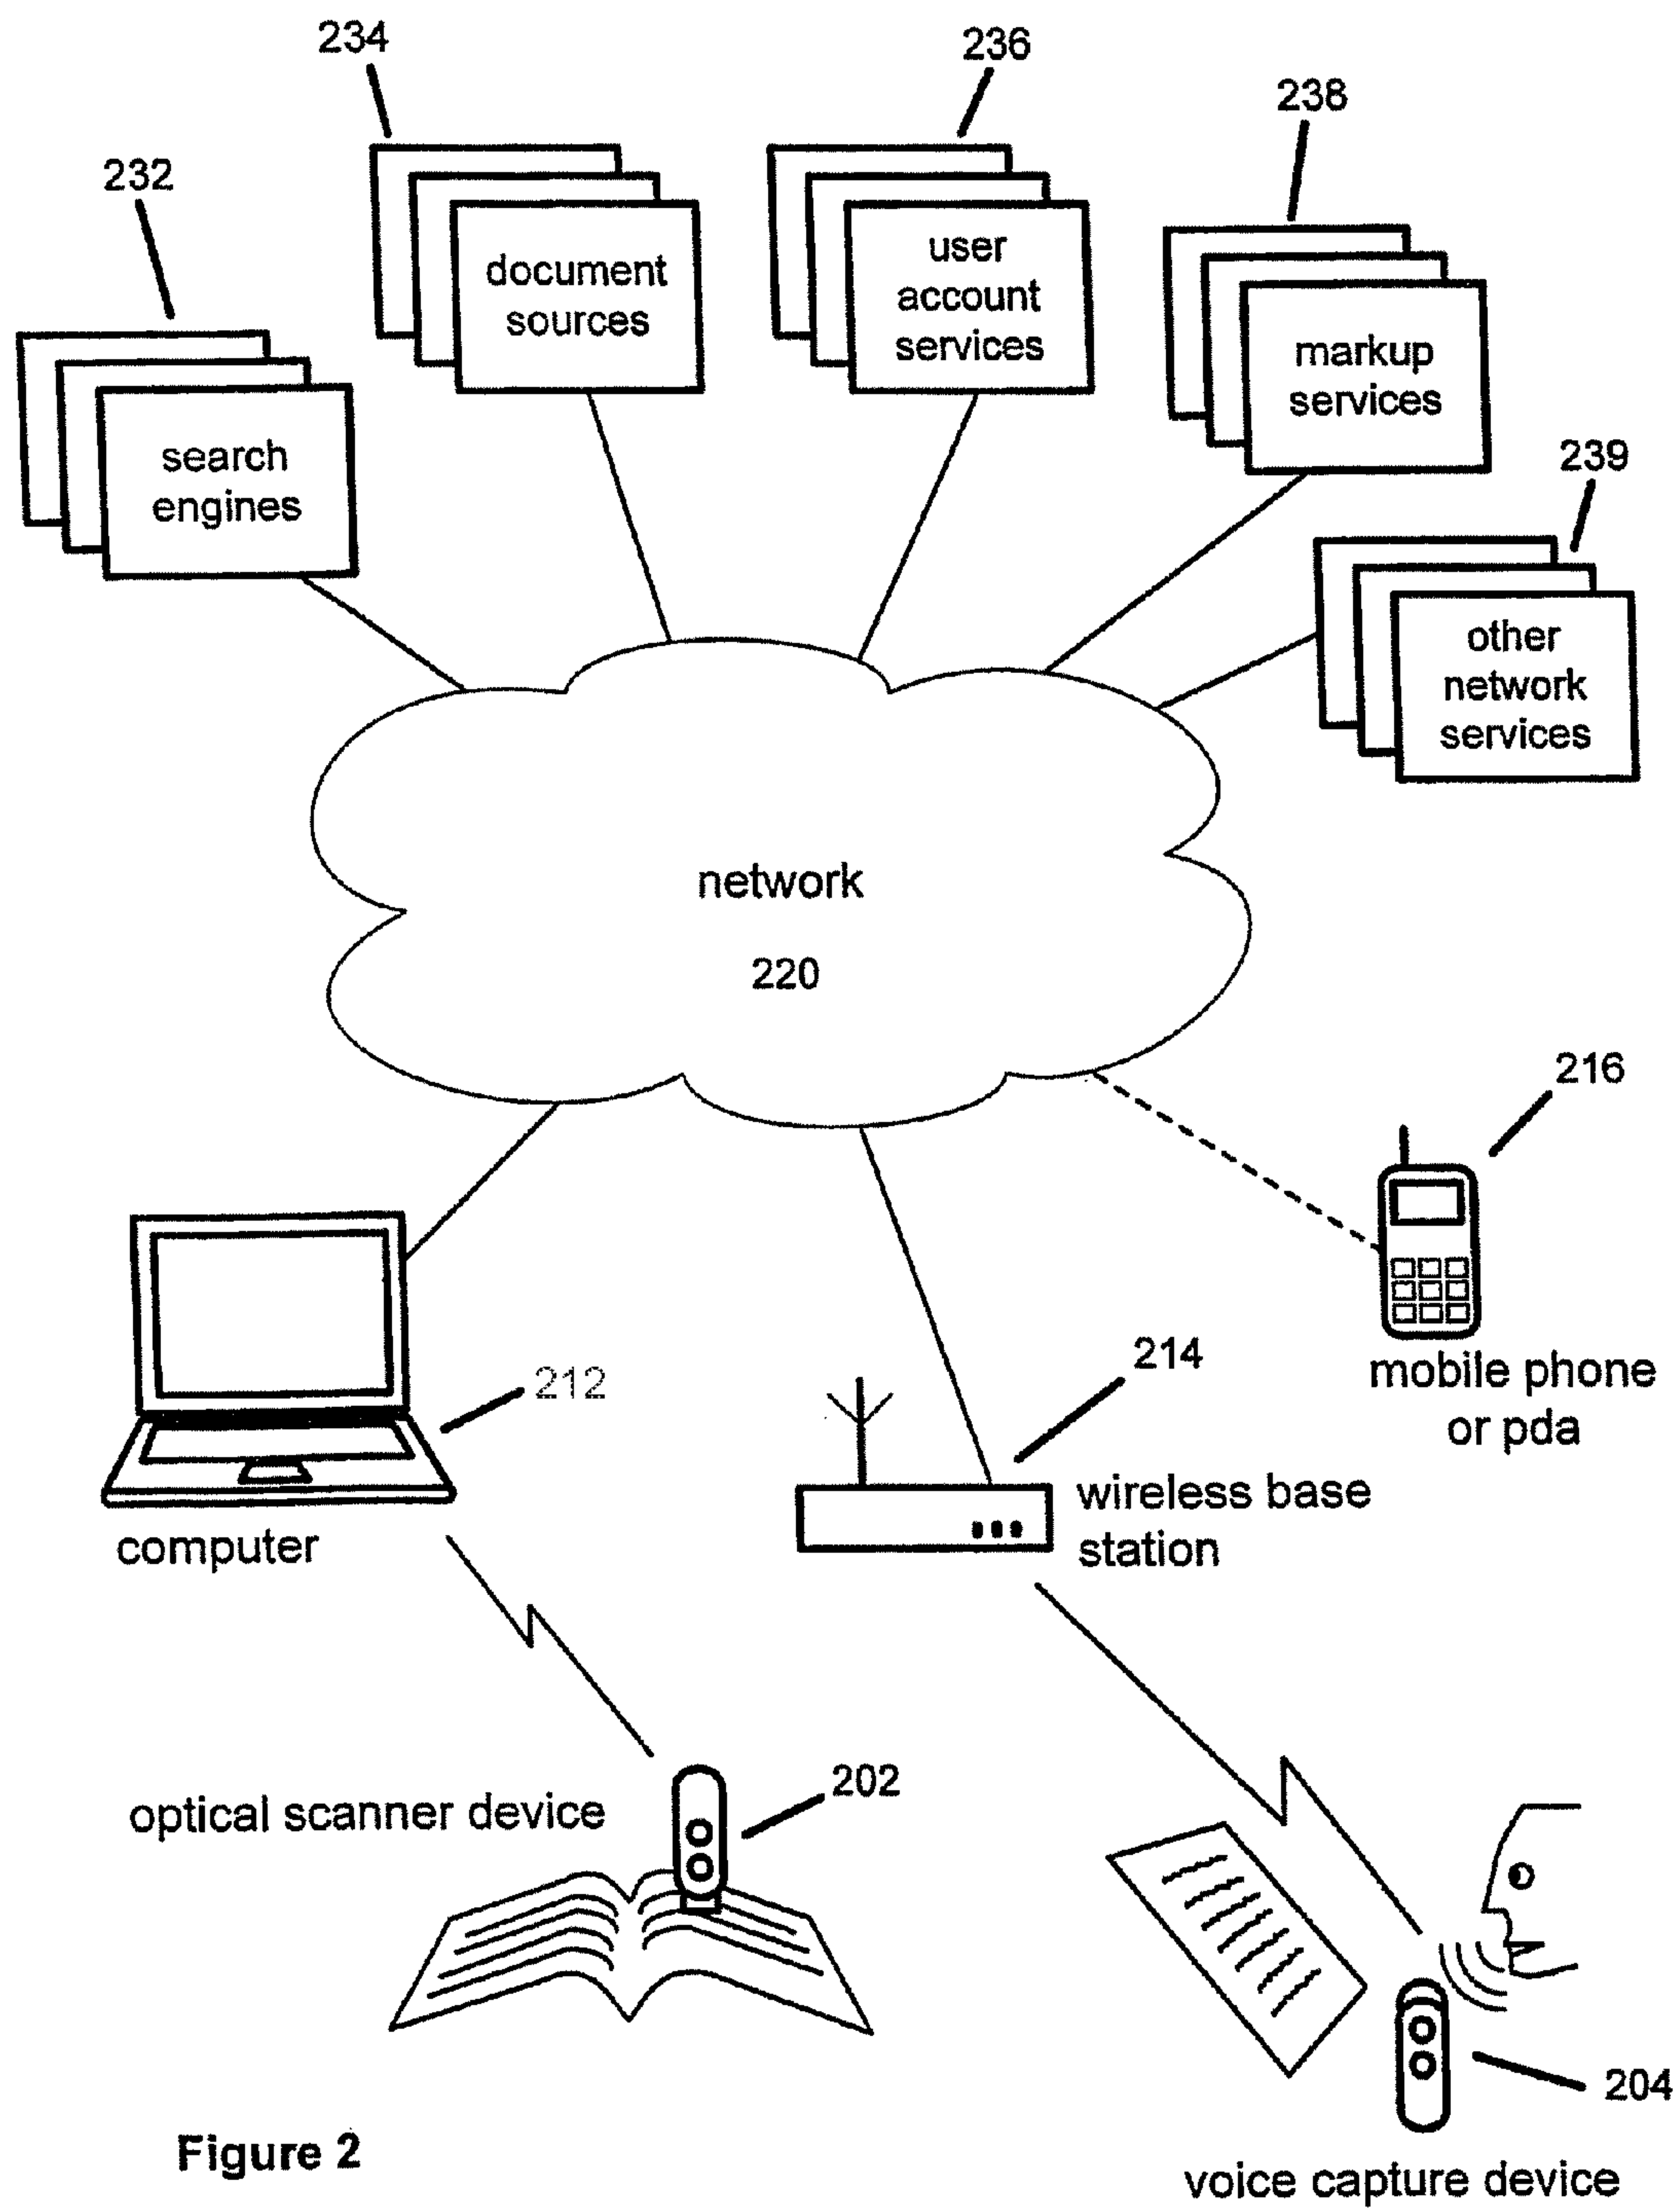 234
236
238
232
document
sources
user
account
services
markup
services
239
search
engines
other
network
services
network
220
216
mobile phone
or pda
212
214
wireless base
station
computer
202
optical scanner device
204
Figure 2
voice capture device